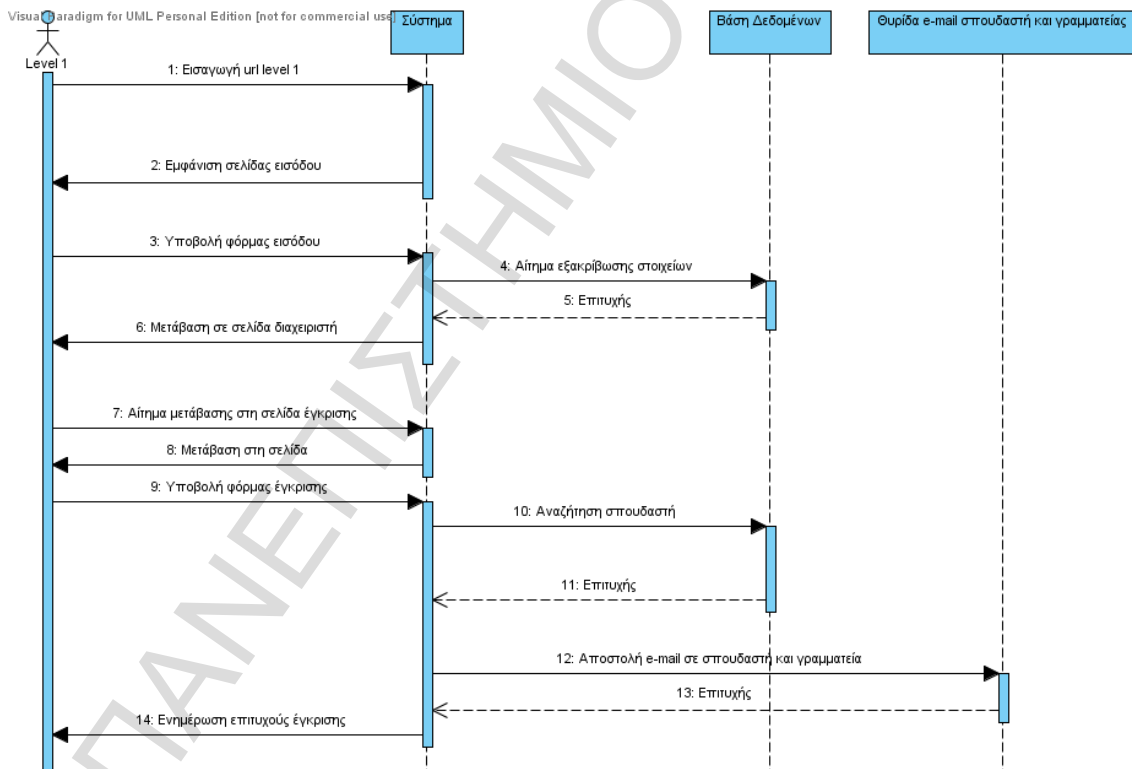 Visual Paradigm for UML Personal Edition [not for commercial use]
Σύστημα
Βάση Δεδομένων
Θυρίδα e-mail σπουδαστή και γραμματείας
Level 1
1: Εισαγωγή url level 1
2: Εμφάνιση σελίδας εισόδου
3: Υποβολή φόρμας εισόδου
4: Αίτημα εξακρίβωσης στοιχείων
5: Επιτυχής
6: Μετάβαση σε σελίδα διαχειριστή
7: Αίτημα μετάβασης στη σελίδα έγκρισης
8: Μετάβαση στη σελίδα
9: Υποβολή φόρμας έγκρισης
10: Αναζήτηση σπουδαστή
11: Επιτυχής
12: Αποστολή e-mail σε σπουδαστή και γραμματεία
13: Επιτυχής
14: Ενημέρωση επιτυχούς έγκρισης
ΠΑΝΕΠΙΣΤΗΜΙΟ